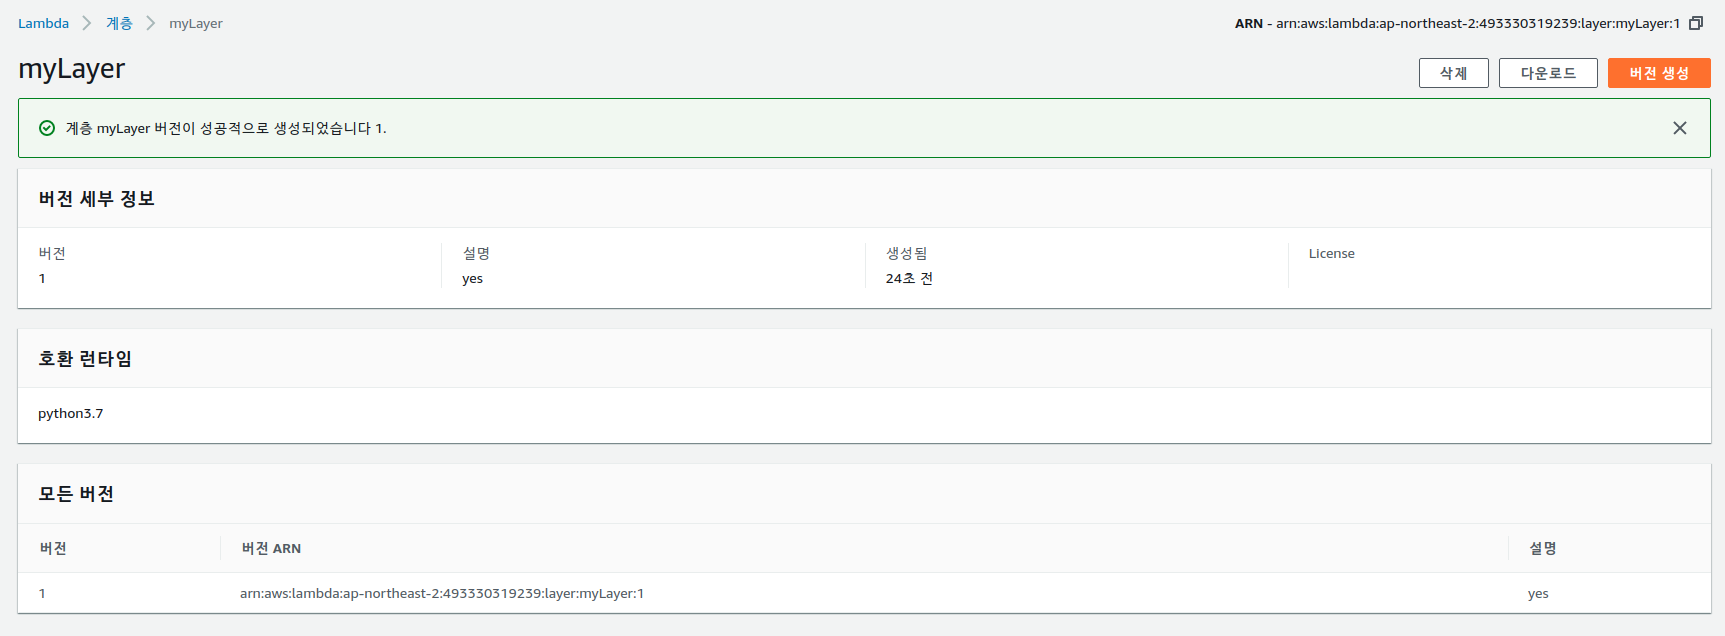 Lambda 계층 myLayer
ARN - arn:aws:lambda:ap-northeast-2:493330319239:layer:myLayer:1
myLayer
삭제 다운로드 버전 생성
계층 myLayer 버전이 성공적으로 생성되었습니다 1.
버전 세부 정보
버전 설명 생성됨 License
1 yes 24초 전
호환 런타임
python3.7
모든 버전
버전 버전 ARN 설명
1 arn:aws:lambda:ap-northeast-2:493330319239:layer:myLayer:1 yes